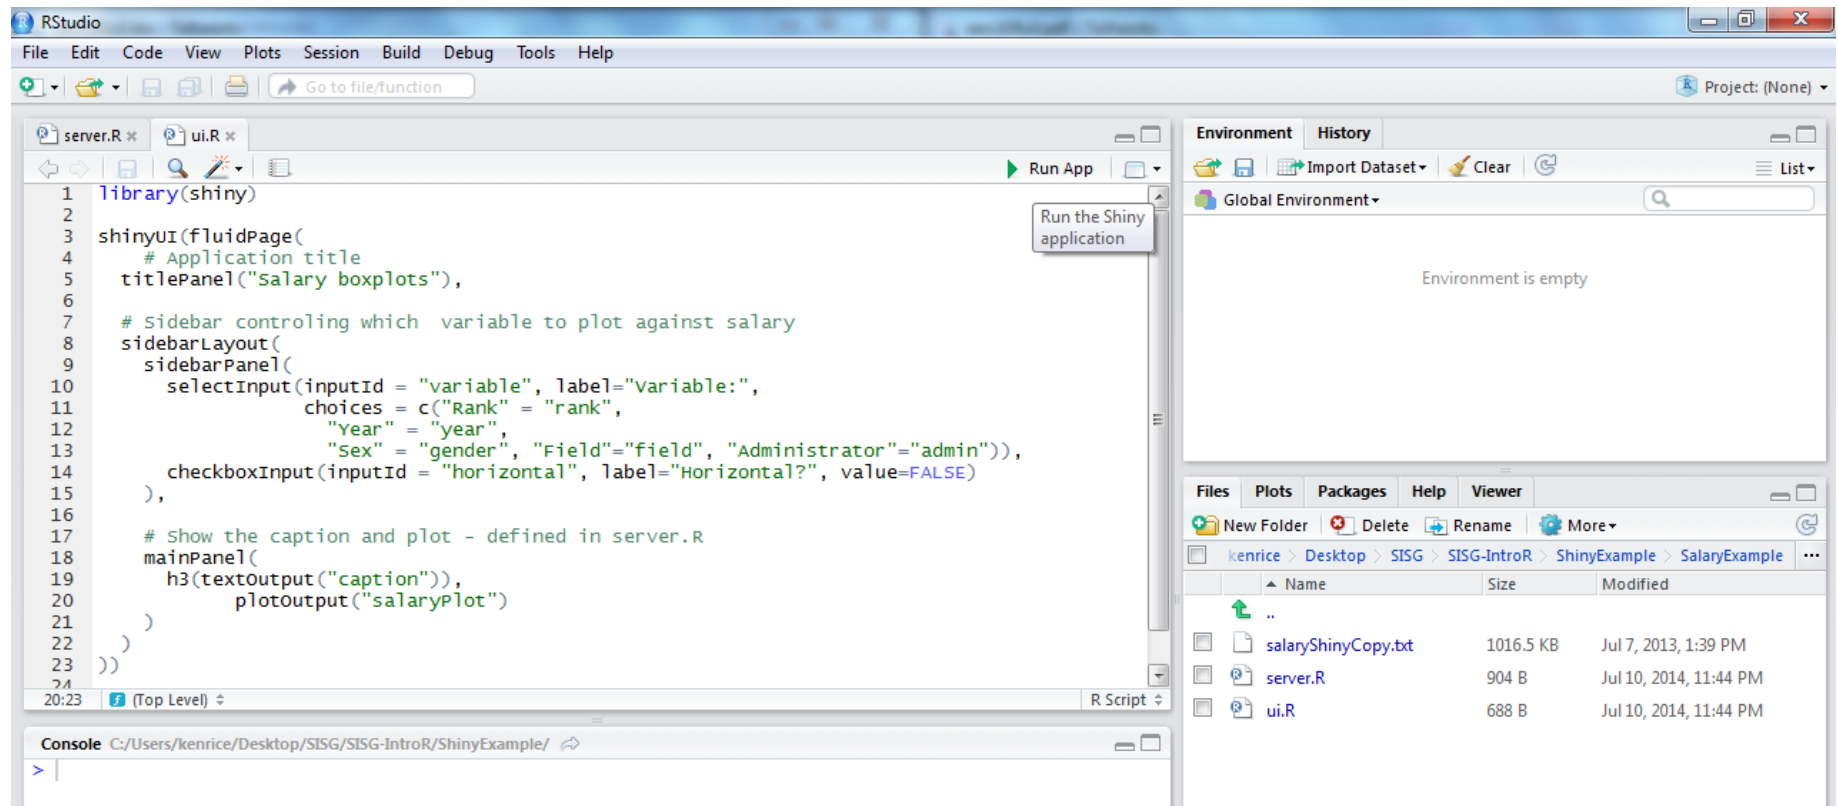 RStudio
File Edit Code View Plots Session Build Debug Tools Help
Go to file/function
Project: (None)
server.R
ui.R
Run App
Run the Shiny
application
1 library(shiny)
2
3 shinyUI(fluidPage(
4 # Application title
5 titlePanel("Salary boxplots"),
6
7 # Sidebar controling which  variable to plot against salary
8 sidebarLayout(
9 sidebarPanel(
10 selectInput(inputId = "variable", label="Variable:",
11 choices = c("Rank" = "rank",
12 "Year" = "year",
13 "Sex" = "gender", "Field"="field", "Administrator"="admin")),
14 checkboxInput(inputId = "horizontal", label="Horizontal?", value=FALSE)
15 ),
16
17 # Show the caption and plot - defined in server.R
18 mainPanel(
19 h3(textOutput("caption")),
20 plotOutput("salaryPlot")
21 )
22 )
23 ))
24
20:23 (Top Level) R Script
Console C:/Users/kenrice/Desktop/SISG/SISG-IntroR/ShinyExample/
>
Environment History
Import Dataset Clear List
Global Environment
Environment is empty
Files Plots Packages Help Viewer
New Folder Delete Rename More
kenrice > Desktop > SISG > SISG-IntroR > ShinyExample > SalaryExample ...
Name Size Modified
..
salaryShinyCopy.txt 1016.5 KB Jul 7, 2013, 1:39 PM
server.R 904 B Jul 10, 2014, 11:44 PM
ui.R 688 B Jul 10, 2014, 11:44 PM